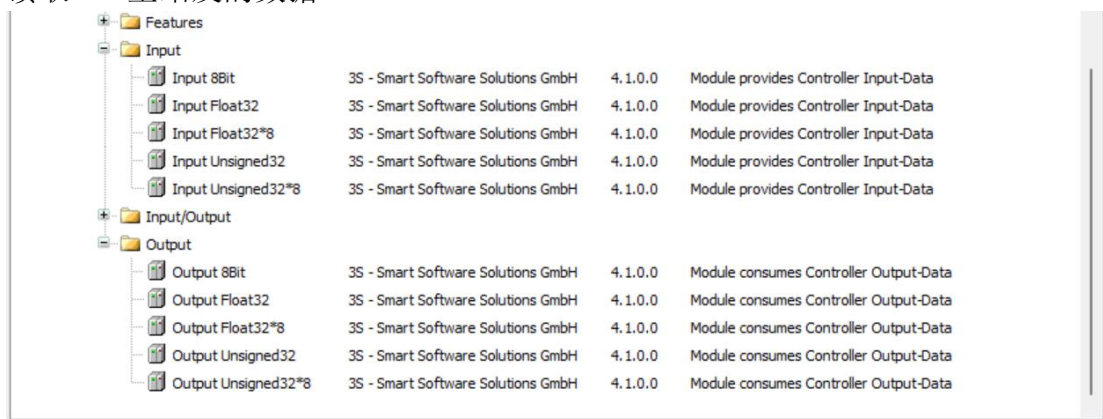 Features
Input
Input 8Bit 3S - Smart Software Solutions GmbH 4.1.0.0 Module provides Controller Input-Data
Input Float32 3S - Smart Software Solutions GmbH 4.1.0.0 Module provides Controller Input-Data
Input Float32*8 3S - Smart Software Solutions GmbH 4.1.0.0 Module provides Controller Input-Data
Input Unsigned32 3S - Smart Software Solutions GmbH 4.1.0.0 Module provides Controller Input-Data
Input Unsigned32*8 3S - Smart Software Solutions GmbH 4.1.0.0 Module provides Controller Input-Data
Input/Output
Output
Output 8Bit 3S - Smart Software Solutions GmbH 4.1.0.0 Module consumes Controller Output-Data
Output Float32 3S - Smart Software Solutions GmbH 4.1.0.0 Module consumes Controller Output-Data
Output Float32*8 3S - Smart Software Solutions GmbH 4.1.0.0 Module consumes Controller Output-Data
Output Unsigned32 3S - Smart Software Solutions GmbH 4.1.0.0 Module consumes Controller Output-Data
Output Unsigned32*8 3S - Smart Software Solutions GmbH 4.1.0.0 Module consumes Controller Output-Data